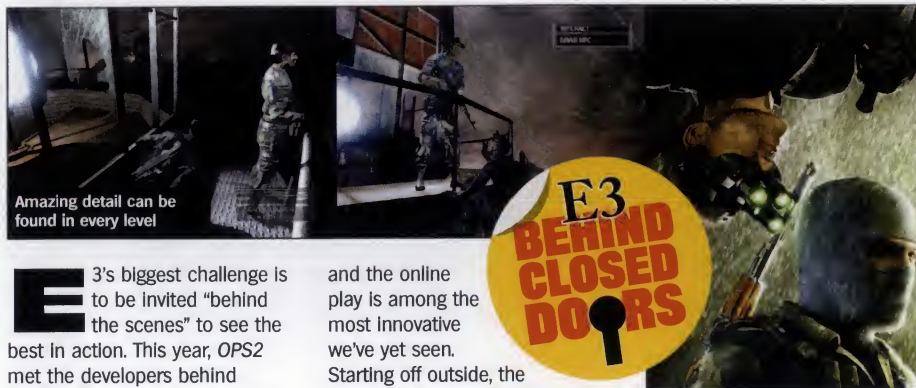 Amazing detail can be
found in every level
E3
BEHIND
CLOSED
DOORS
E3's biggest challenge is
to be invited "behind
the scenes" to see the
best in action. This year, OPS2
met the developers behind
and the online
play is among the
most innovative
we've yet seen.
Starting off outside, the